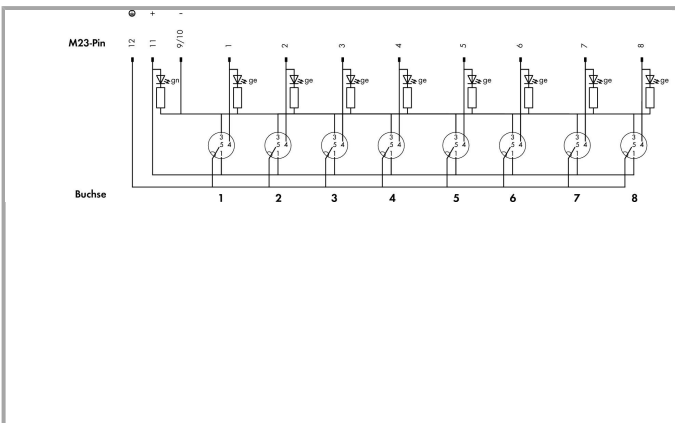 + −
M23-Pin 12 11 9/10 1 2 3 4 5 6 7 8
gn ge ge ge ge ge ge ge ge
3 3 3 3 3 3 3 3
5 4 5 4 5 4 5 4 5 4 5 4 5 4 5 4
1 1 1 1 1 1 1 1
Buchse 1 2 3 4 5 6 7 8